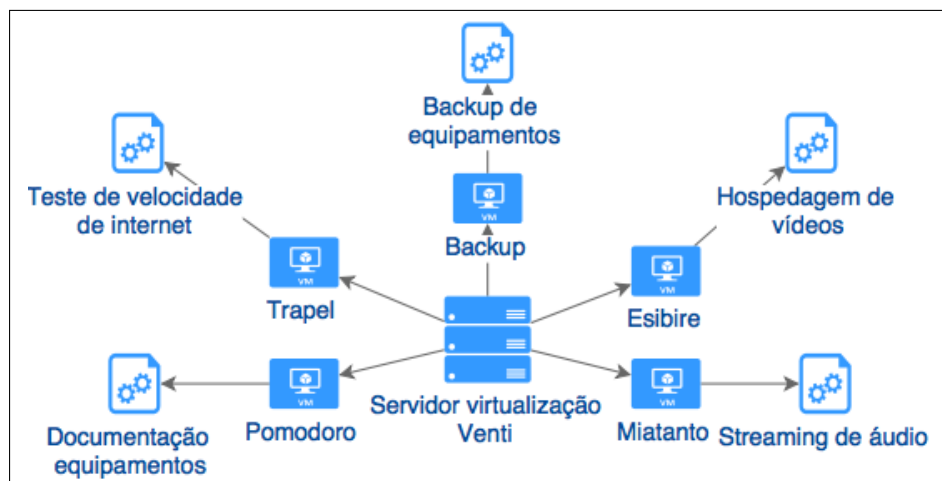 Backup de
equipamentos
Teste de velocidade
de internet
Hospedagem de
vídeos
VM
Backup
VM
Trapel
VM
Esibire
VM
Pomodoro
Servidor virtualização
Venti
VM
Miatanto
Documentação
equipamentos
Streaming de áudio